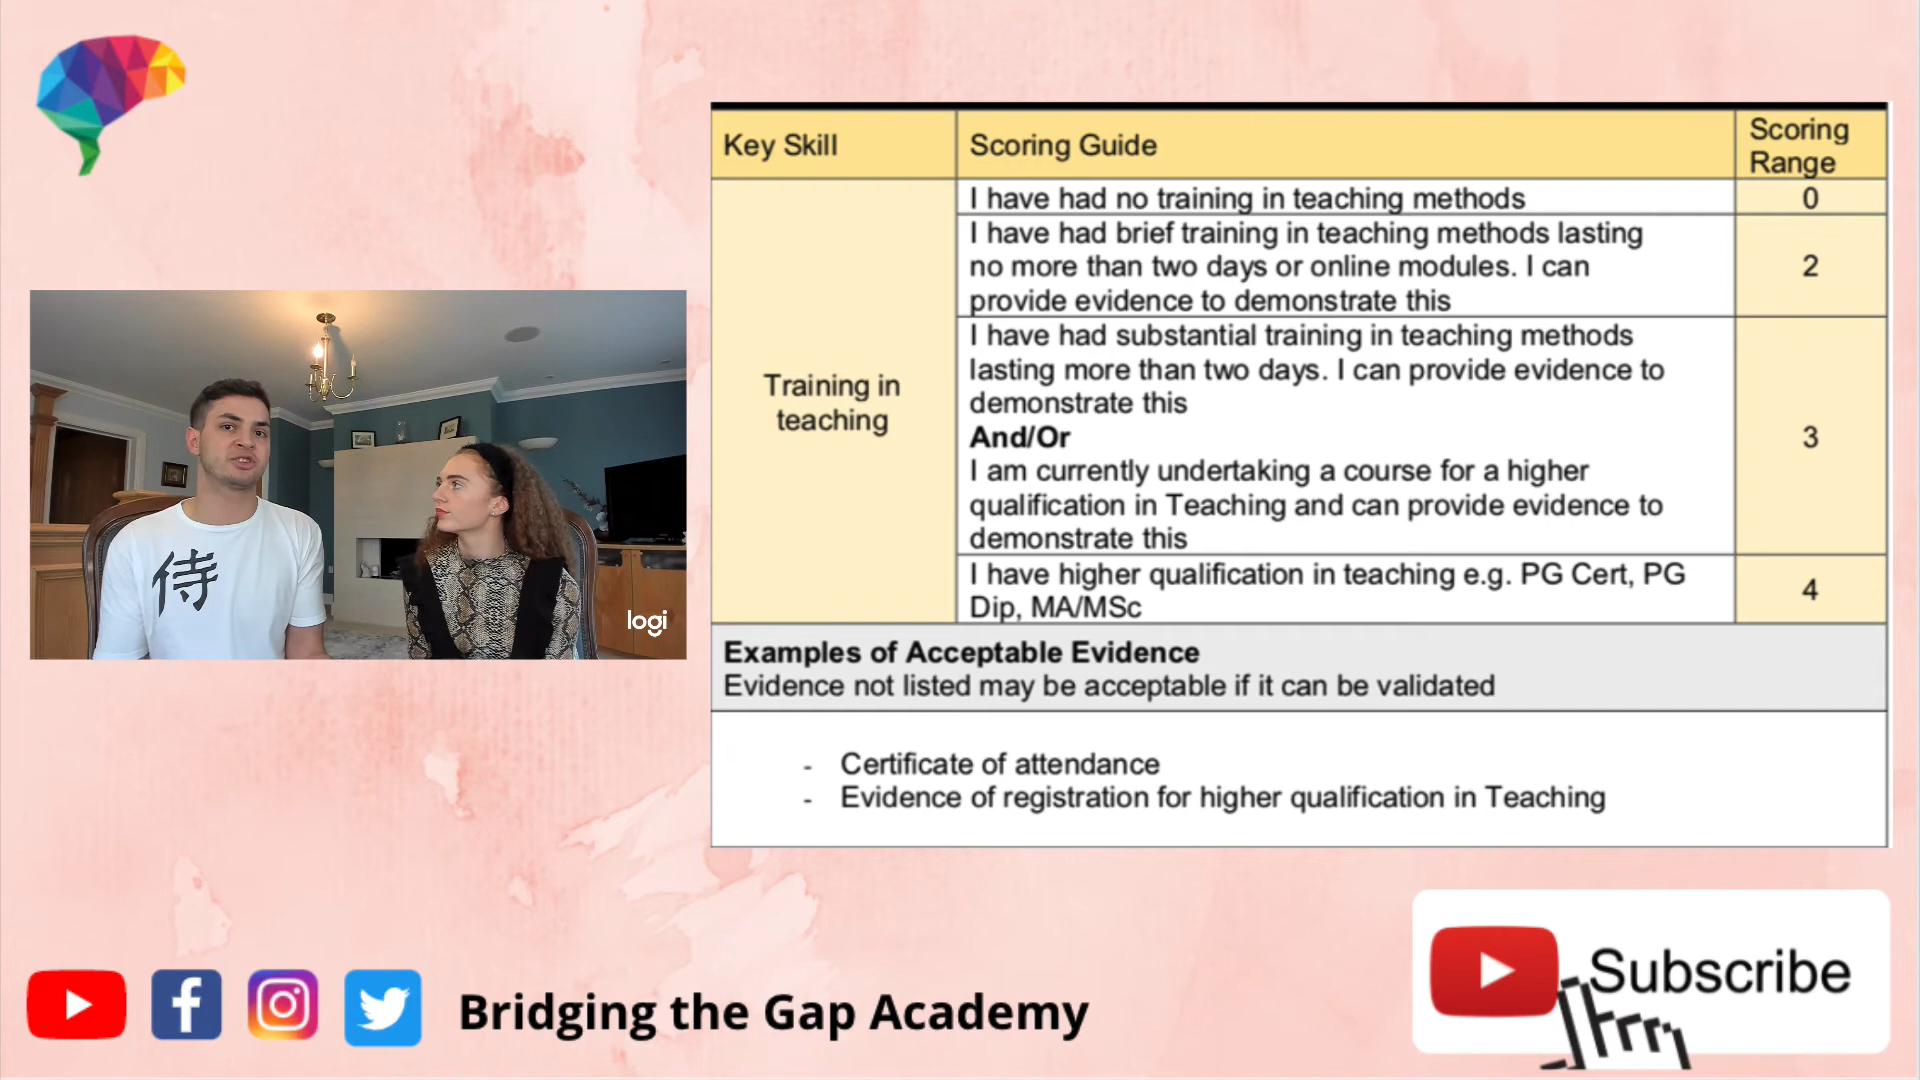 Key Skill
Scoring Guide
Scoring
Range
Training in
teaching
I have had no training in teaching methods
0
I have had brief training in teaching methods lasting
no more than two days or online modules. I can
provide evidence to demonstrate this
2
I have had substantial training in teaching methods
lasting more than two days. I can provide evidence to
demonstrate this
And/Or
I am currently undertaking a course for a higher
qualification in Teaching and can provide evidence to
demonstrate this
3
I have higher qualification in teaching e.g. PG Cert, PG
Dip, MA/MSc
4
Examples of Acceptable Evidence
Evidence not listed may be acceptable if it can be validated
- Certificate of attendance
- Evidence of registration for higher qualification in Teaching
侍
logi
Bridging the Gap Academy
Subscribe